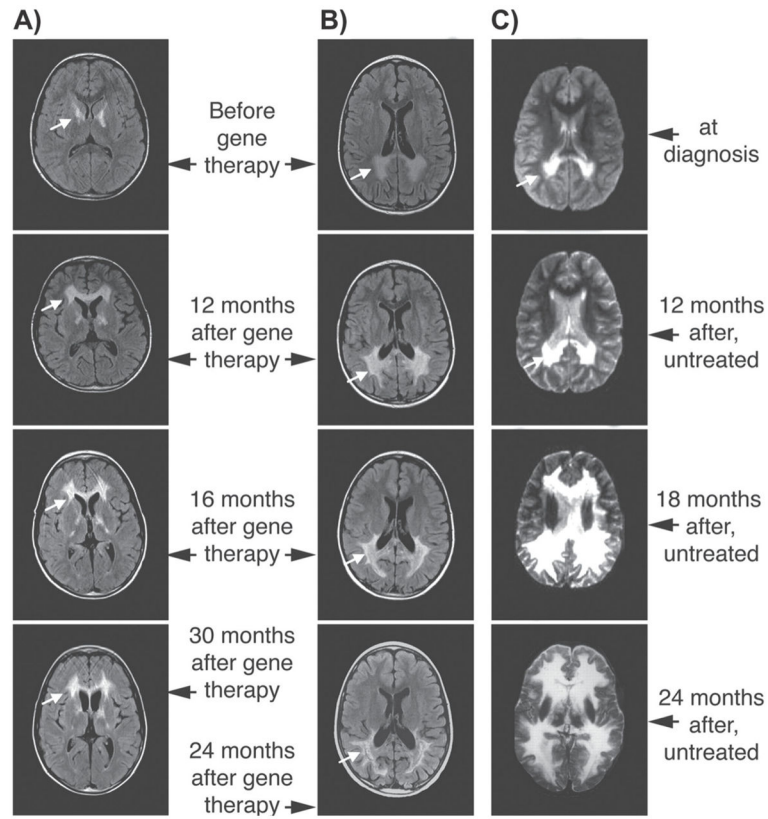 A)
B)
C)
Before
gene
therapy
at
diagnosis
12 months
after gene
therapy
12 months
after,
untreated
16 months
after gene
therapy
18 months
after,
untreated
30 months
after gene
therapy
24 months
after gene
therapy
24 months
after,
untreated